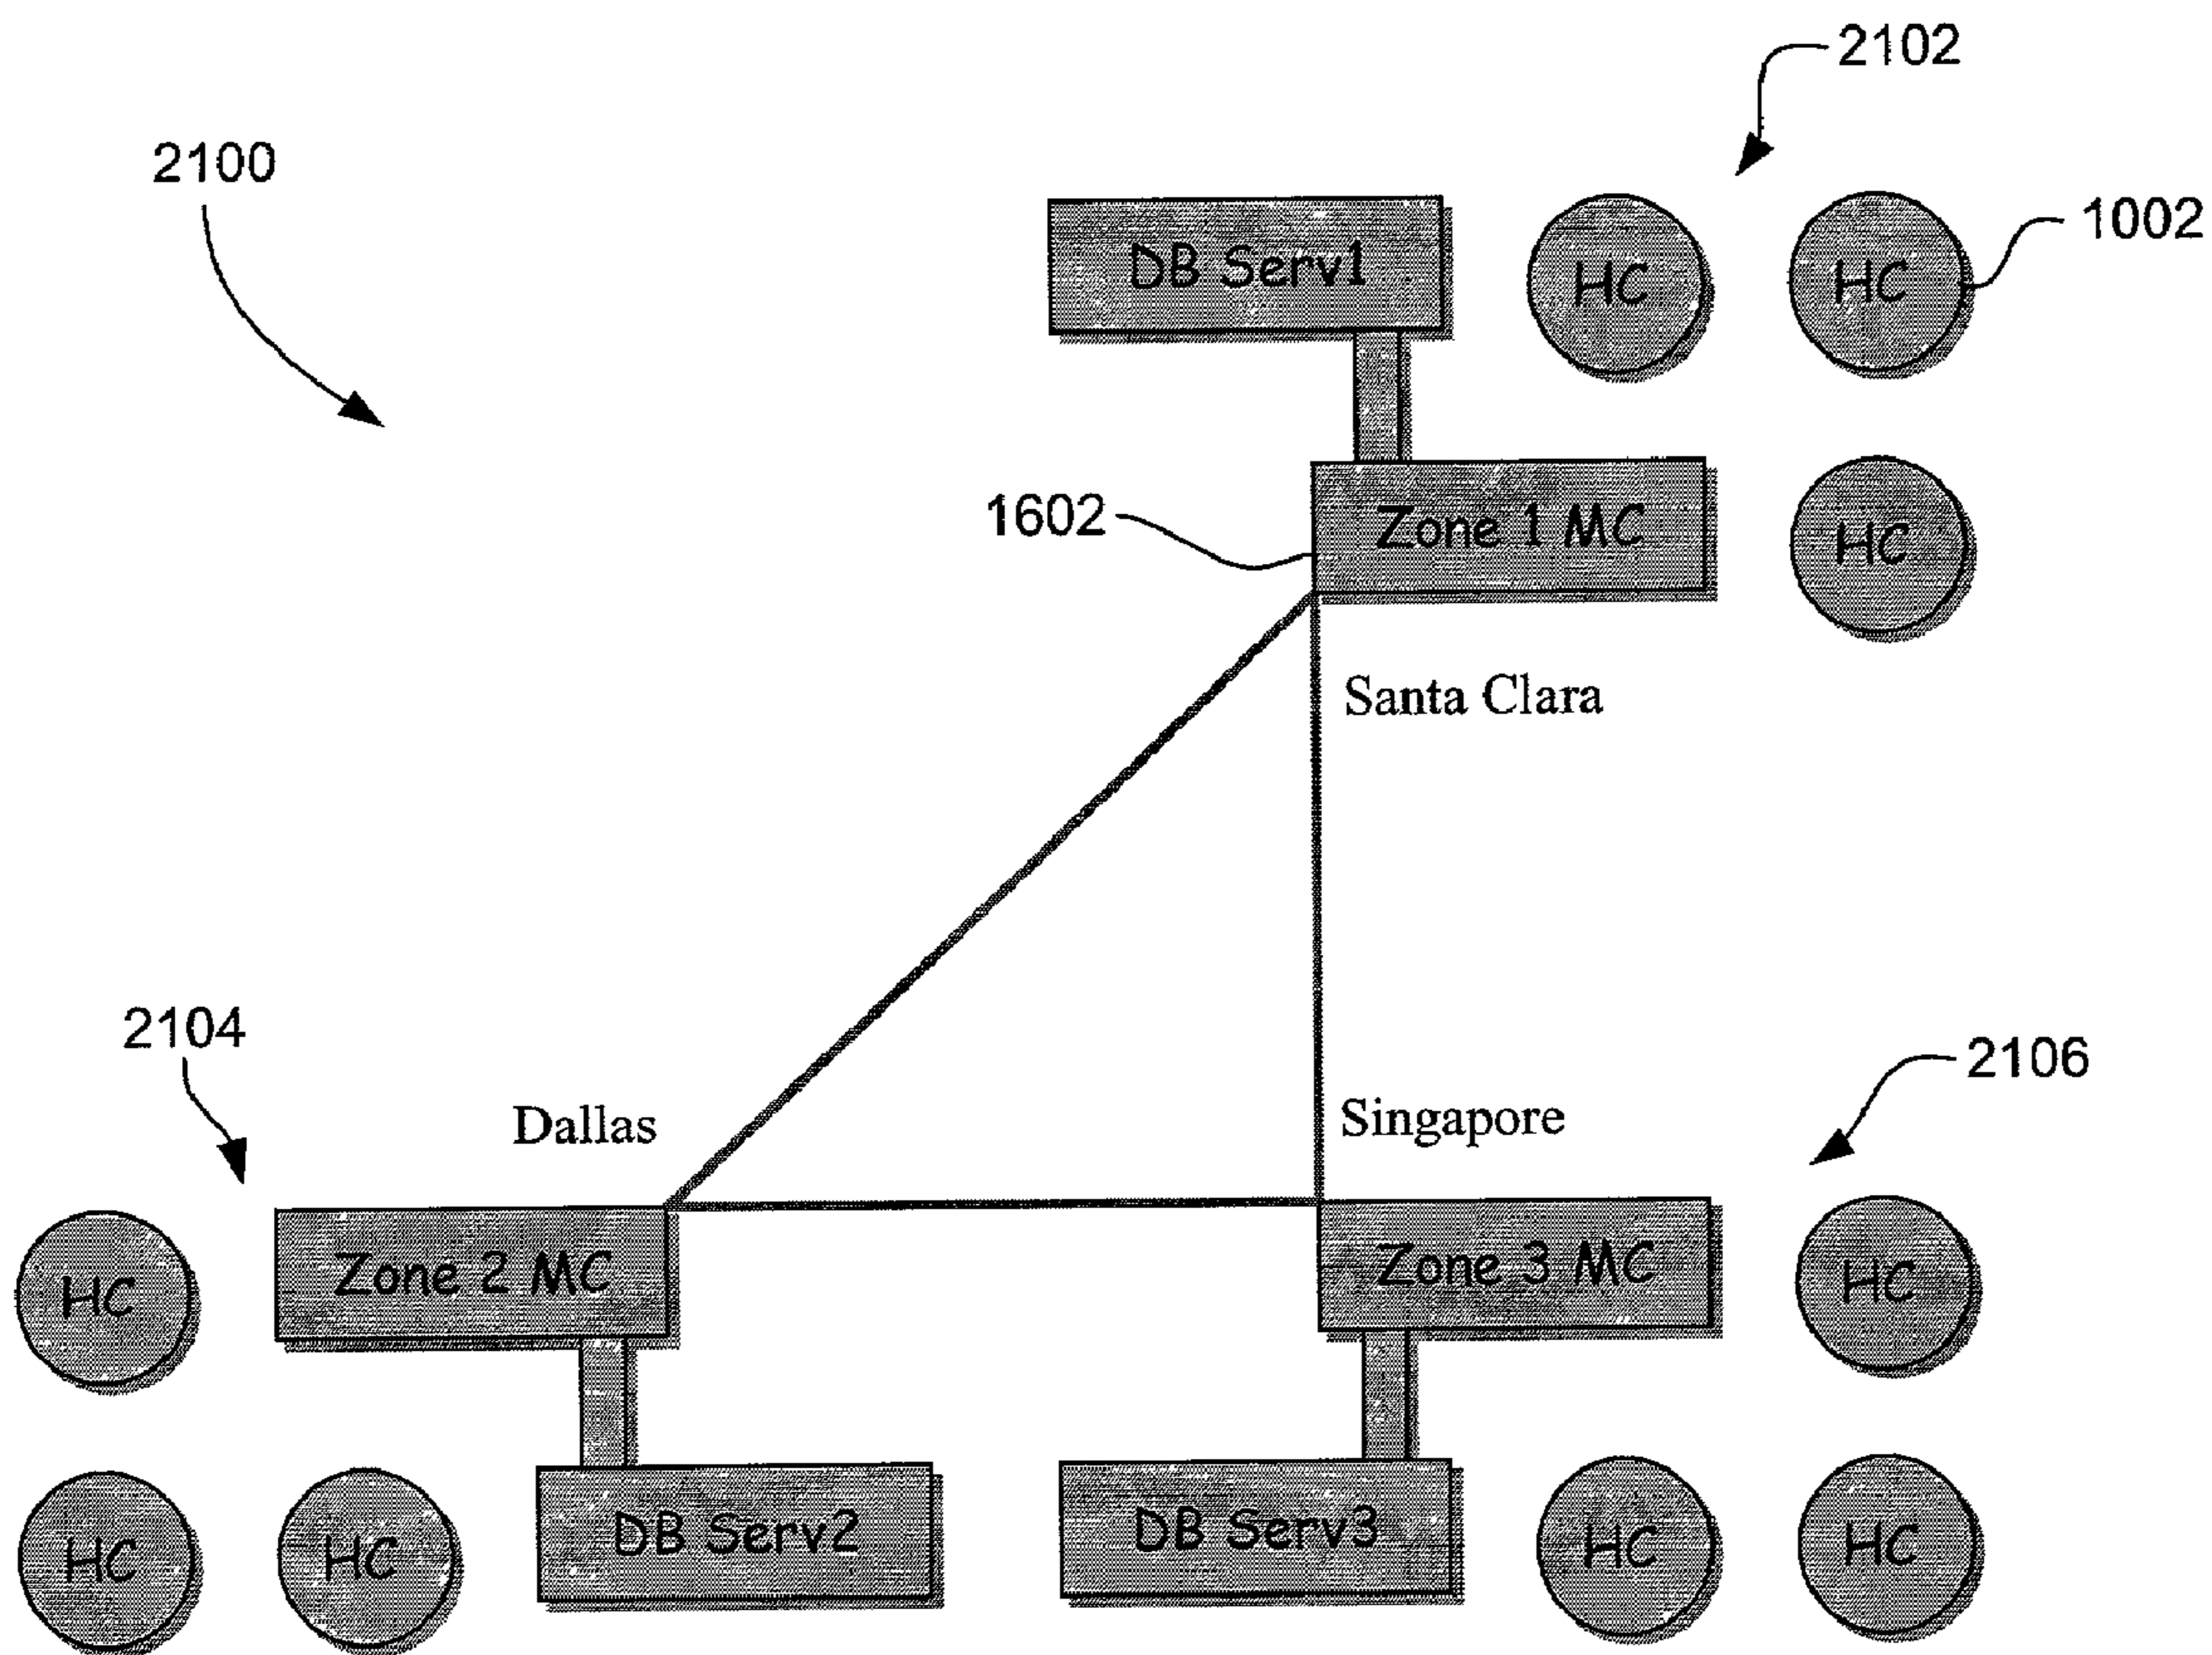 2102
2100
1002
DB Serv1
HC
HC
1602
Zone 1 MC
HC
Santa Clara
2104
2106
Dallas
Singapore
HC
Zone 2 MC
Zone 3 MC
HC
HC
HC
DB Serv2
DB Serv3
HC
HC